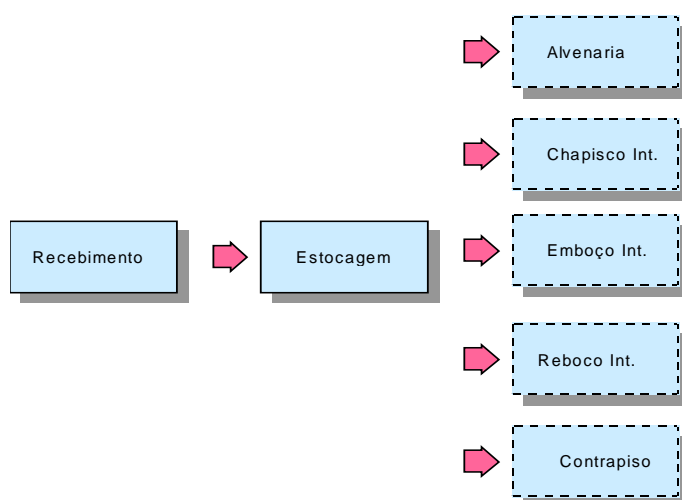 Recebimento
Estocagem
Alvenaria
Chapisco Int.
Emboço Int.
Reboco Int.
Contrapiso